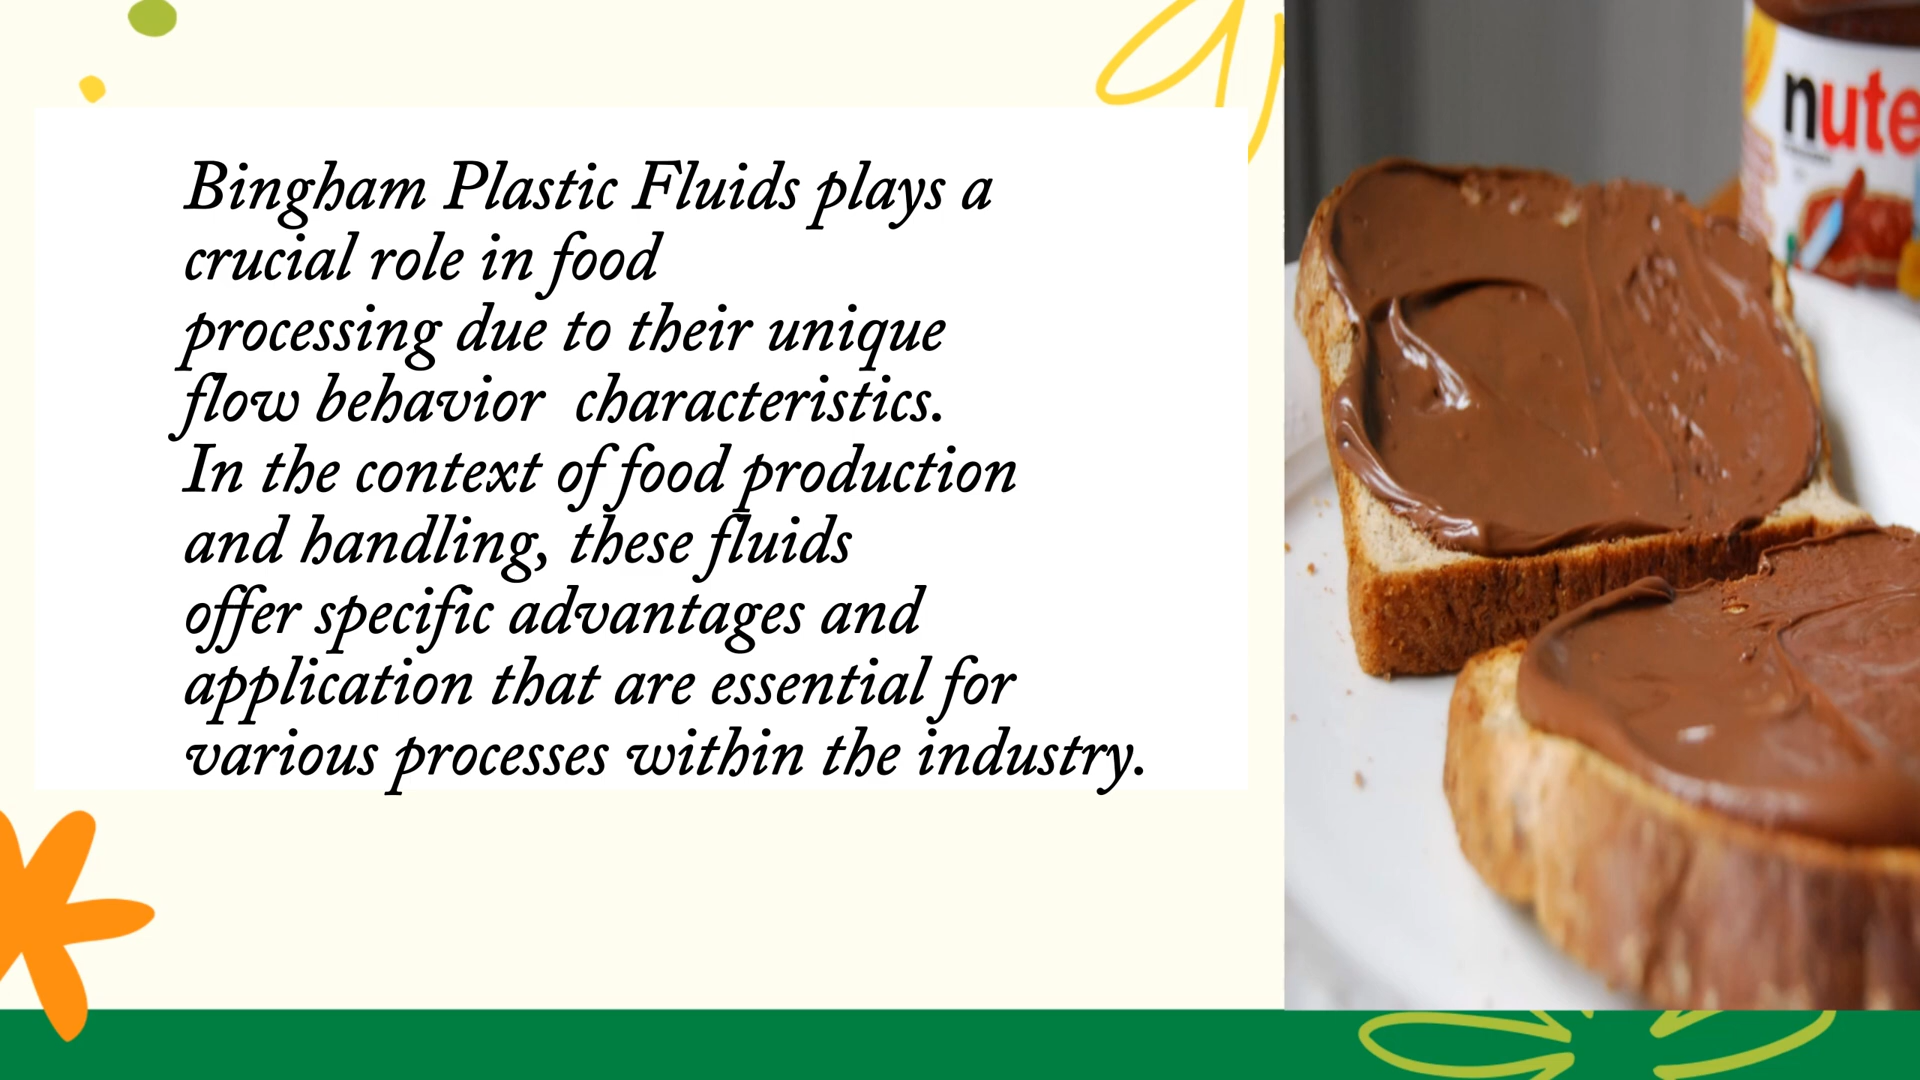 Bingham Plastic Fluids plays a
crucial role in food
processing due to their unique
flow behavior  characteristics.
In the context of food production
and handling, these fluids
offer specific advantages and
application that are essential for
various processes within the industry.
nute